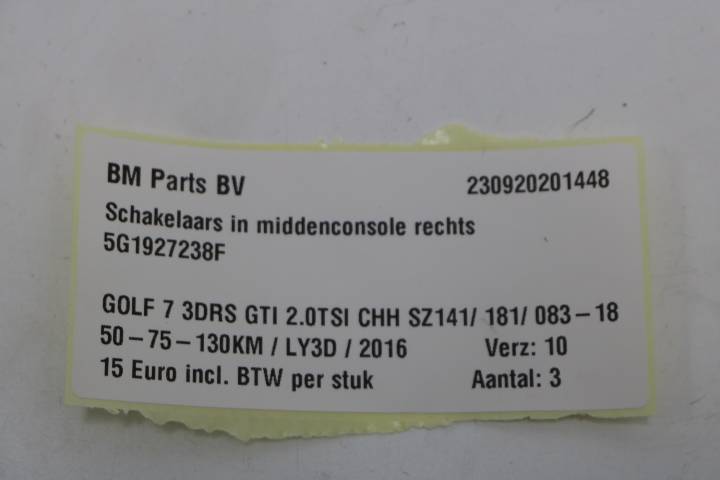 BM Parts BV 230920201448
Schakelaars in middenconsole rechts
5G1927238F
GOLF 7 3DRS GTI 2.0TSI CHH SZ141/ 181/ 083-18
50-75-130KM / LY3D / 2016 Verz: 10
15 Euro incl. BTW per stuk Aantal: 3